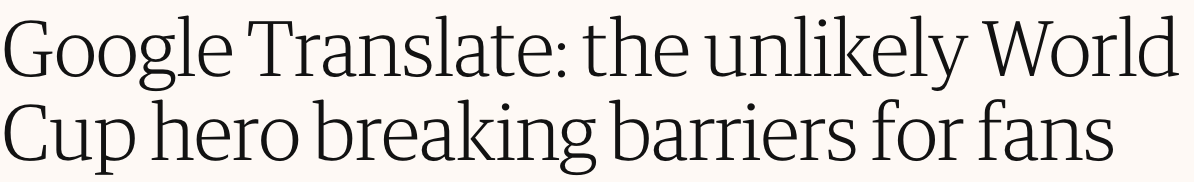 Google Translate: the unlikely World
Cup hero breaking barriers for fans